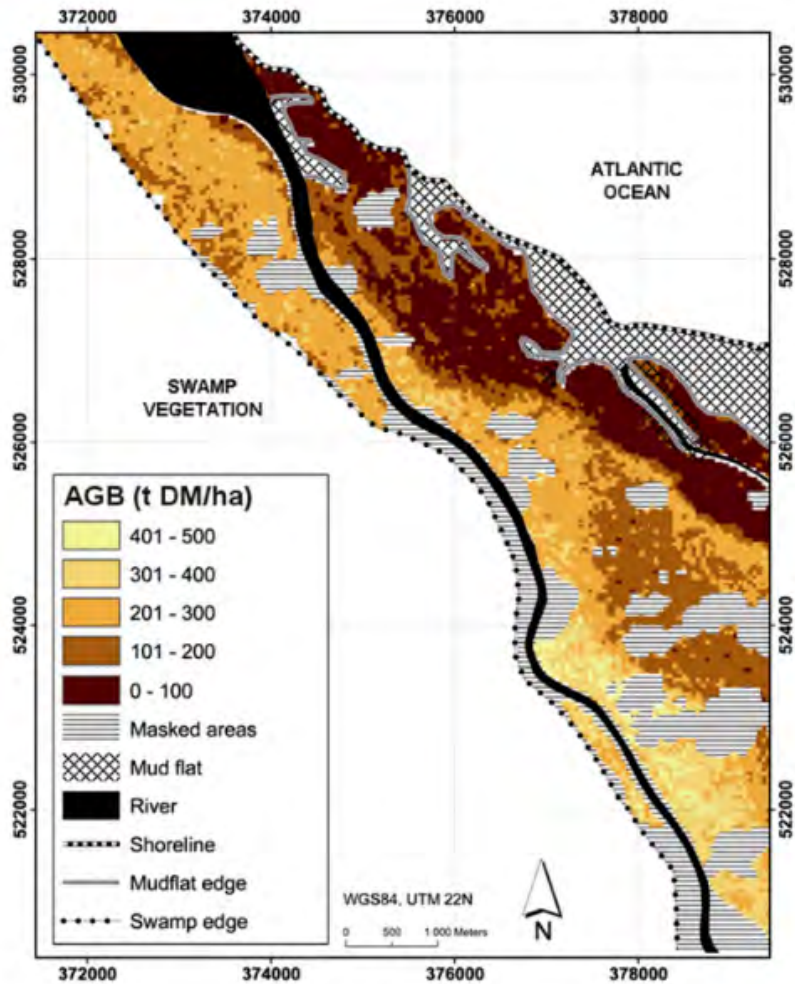 372000 374000 376000 378000
530000 530000
ATLANTIC
OCEAN
528000 528000
SWAMP
VEGETATION
526000 526000
AGB (t DM/ha)
401 - 500
301 - 400
201 - 300
101 - 200
0 - 100
Masked areas
Mud flat
River
Shoreline
Mudflat edge
Swamp edge
524000 524000
522000 522000
WGS84, UTM 22N
0 500 1 000 Meters
N
372000 374000 376000 378000